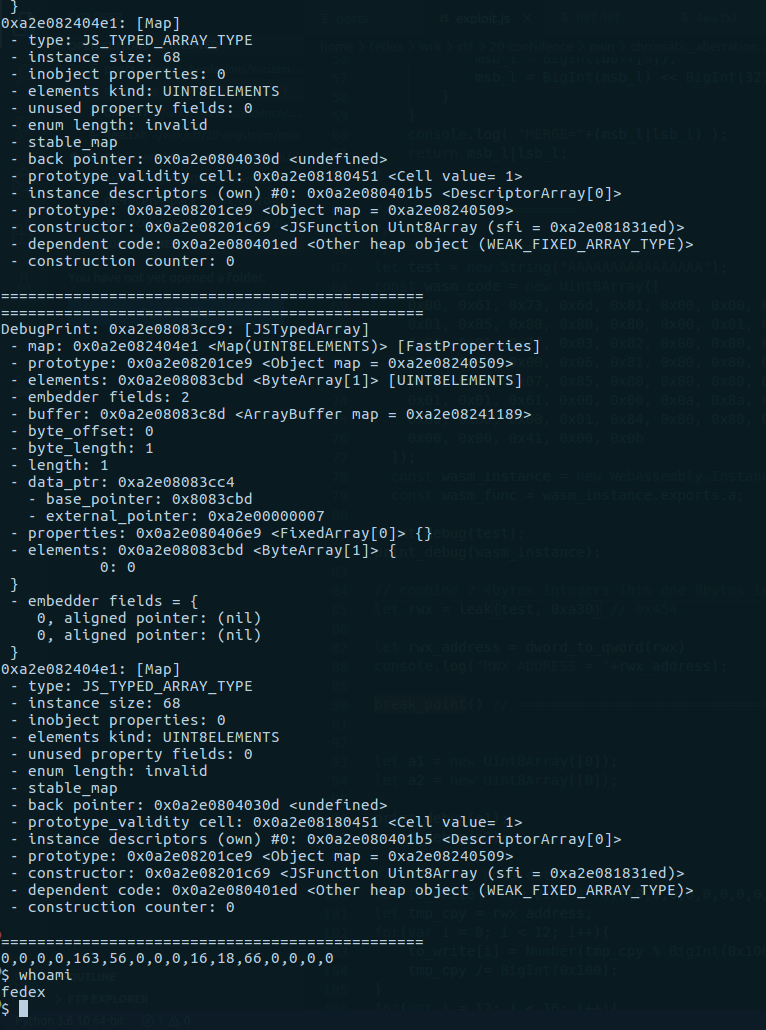 }
0xa2e082404e1: [Map]
- type: JS_TYPED_ARRAY_TYPE
- instance size: 68
- inobject properties: 0
- elements kind: UINT8ELEMENTS
- unused property fields: 0
- enum length: invalid
- stable_map
- back pointer: 0x0a2e0804030d <undefined>
- prototype_validity cell: 0x0a2e08180451 <Cell value= 1>
- instance descriptors (own) #0: 0x0a2e080401b5 <DescriptorArray[0]>
- prototype: 0x0a2e08201ce9 <Object map = 0xa2e08240509>
- constructor: 0x0a2e08201c69 <JSFunction Uint8Array (sfi = 0xa2e081831ed)>
- dependent code: 0x0a2e080401ed <Other heap object (WEAK_FIXED_ARRAY_TYPE)>
- construction counter: 0
===============================================
===============================================
DebugPrint: 0xa2e08083cc9: [JSTypedArray]
- map: 0x0a2e082404e1 <Map(UINT8ELEMENTS)> [FastProperties]
- prototype: 0x0a2e08201ce9 <Object map = 0xa2e08240509>
- elements: 0x0a2e08083cbd <ByteArray[1]> [UINT8ELEMENTS]
- embedder fields: 2
- buffer: 0x0a2e08083c8d <ArrayBuffer map = 0xa2e08241189>
- byte_offset: 0
- byte_length: 1
- length: 1
- data_ptr: 0xa2e08083cc4
- base_pointer: 0x8083cbd
- external_pointer: 0xa2e00000007
- properties: 0x0a2e080406e9 <FixedArray[0]> {}
- elements: 0x0a2e08083cbd <ByteArray[1]> {
0: 0
}
- embedder fields = {
0, aligned pointer: (nil)
0, aligned pointer: (nil)
}
0xa2e082404e1: [Map]
- type: JS_TYPED_ARRAY_TYPE
- instance size: 68
- inobject properties: 0
- elements kind: UINT8ELEMENTS
- unused property fields: 0
- enum length: invalid
- stable_map
- back pointer: 0x0a2e0804030d <undefined>
- prototype_validity cell: 0x0a2e08180451 <Cell value= 1>
- instance descriptors (own) #0: 0x0a2e080401b5 <DescriptorArray[0]>
- prototype: 0x0a2e08201ce9 <Object map = 0xa2e08240509>
- constructor: 0x0a2e08201c69 <JSFunction Uint8Array (sfi = 0xa2e081831ed)>
- dependent code: 0x0a2e080401ed <Other heap object (WEAK_FIXED_ARRAY_TYPE)>
- construction counter: 0
===============================================
0,0,0,0,163,56,0,0,0,16,18,66,0,0,0,0
$ whoami
fedex
$